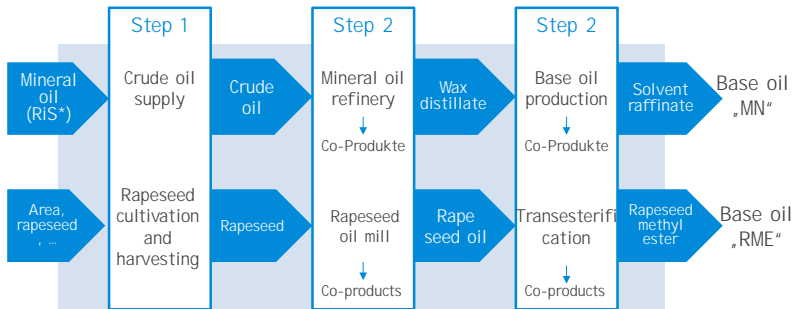 Step 1
Step 2
Step 2
Mineral
oil
(RiS*)
Crude oil
supply
Crude
oil
Mineral oil
refinery
Co-Produkte
Wax
distillate
Base oil
production
Co-Produkte
Solvent
raffinate
Base oil
„MN“
Area,
rapeseed
, ...
Rapeseed
cultivation
and
harvesting
Rapeseed
Rapeseed
oil mill
Co-products
Rape
seed oil
Transesterifi
cation
Co-products
Rapeseed
methyl
ester
Base oil
„RME“